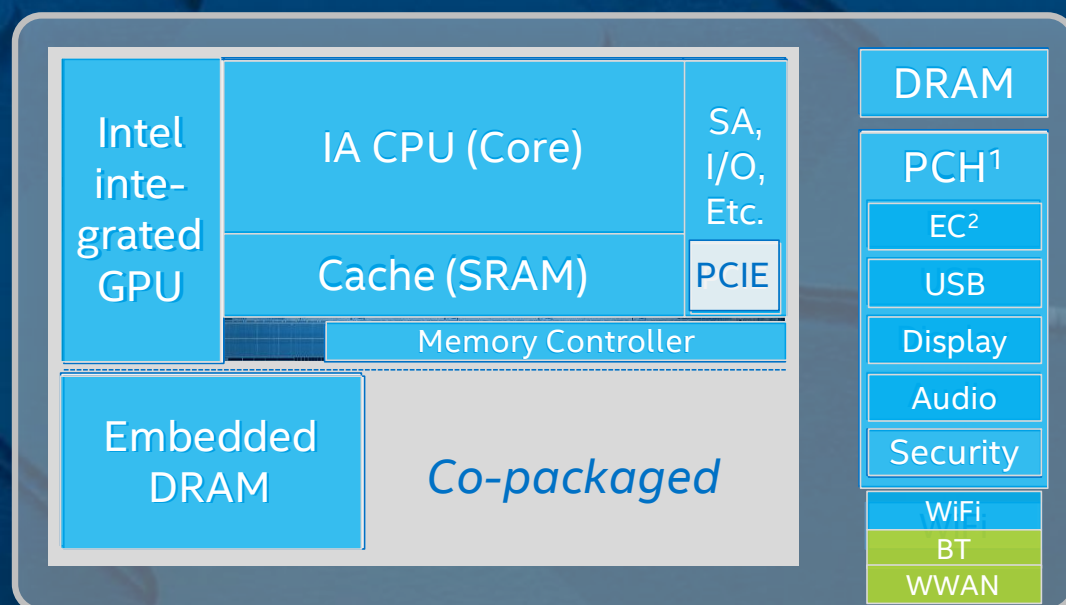 Intel
inte-
grated
GPU
IA CPU (Core)
SA,
I/O,
Etc.
Cache (SRAM)
PCIE
Memory Controller
Embedded
DRAM
Co-packaged
DRAM
PCH¹
EC²
USB
Display
Audio
Security
WiFi
WiFi
BT
WWAN